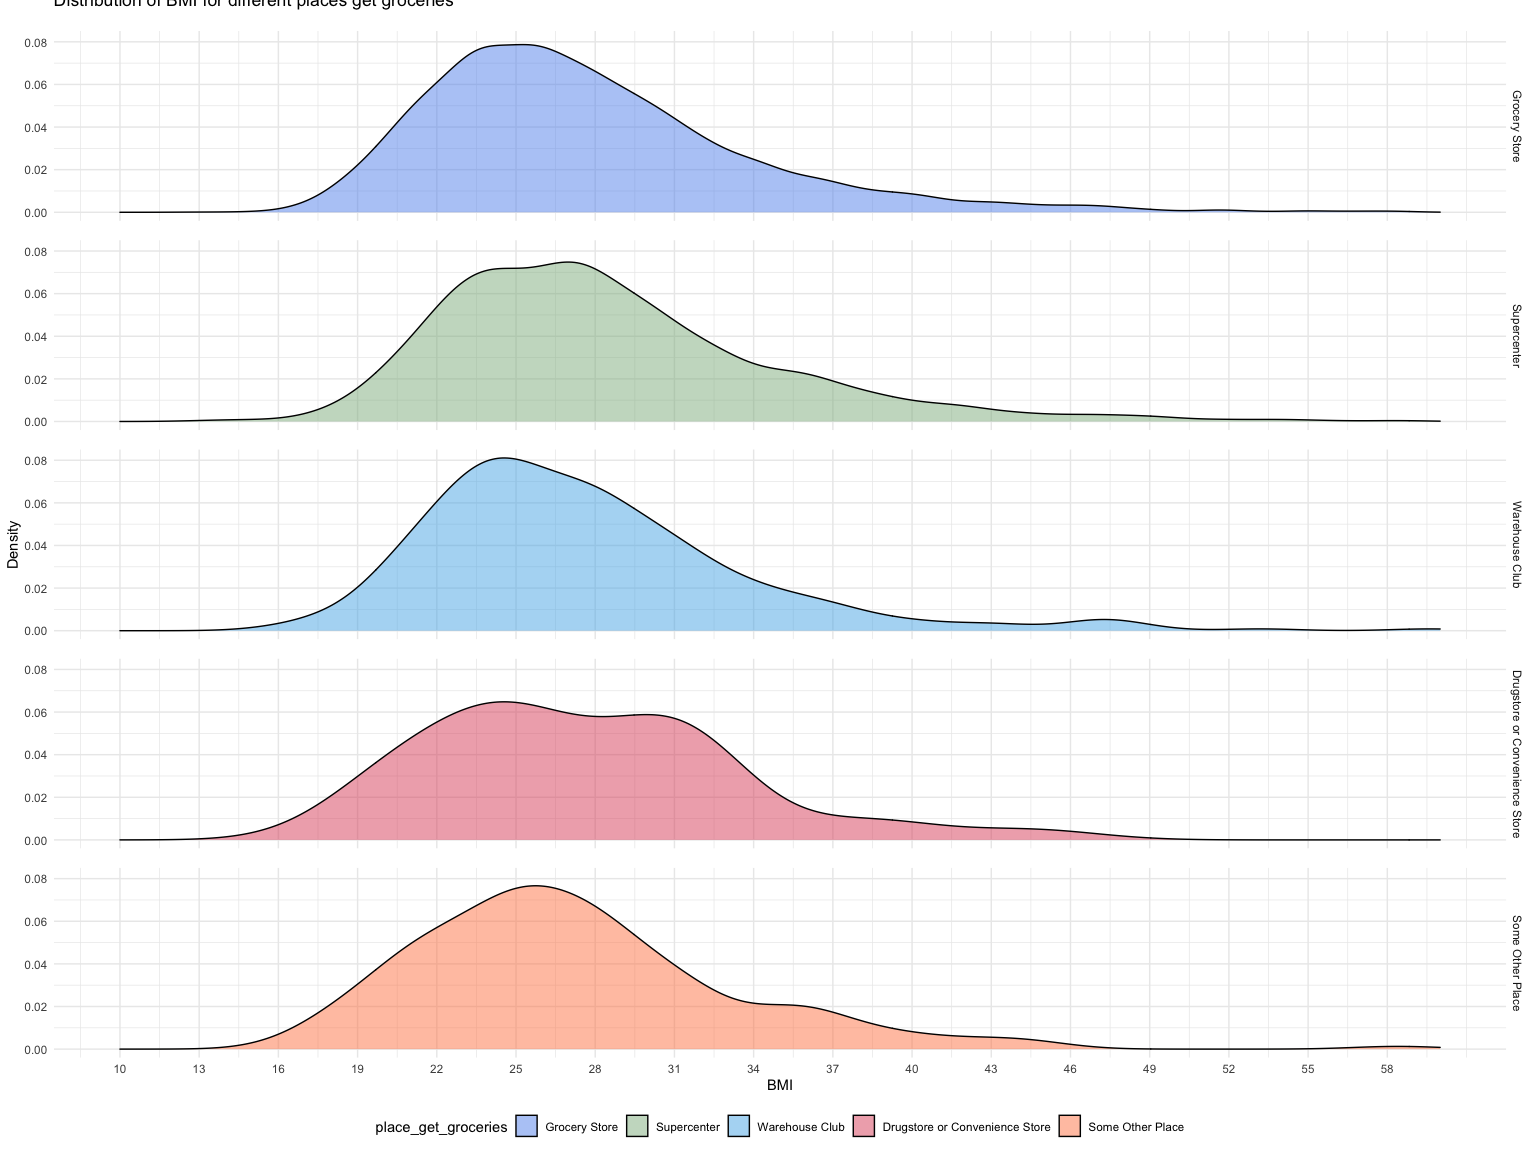 Distribution of BMI for different places get groceries
0.08
0.06
0.04
0.02
0.00
Grocery Store
0.08
0.06
0.04
0.02
0.00
Supercenter
0.08
0.06
0.04
0.02
0.00
Warehouse Club
Density
0.08
0.06
0.04
0.02
0.00
Drugstore or Convenience Store
0.08
0.06
0.04
0.02
0.00
Some Other Place
10 13 16 19 22 25 28 31 34 37 40 43 46 49 52 55 58
BMI
place_get_groceries Grocery Store Supercenter Warehouse Club Drugstore or Convenience Store Some Other Place